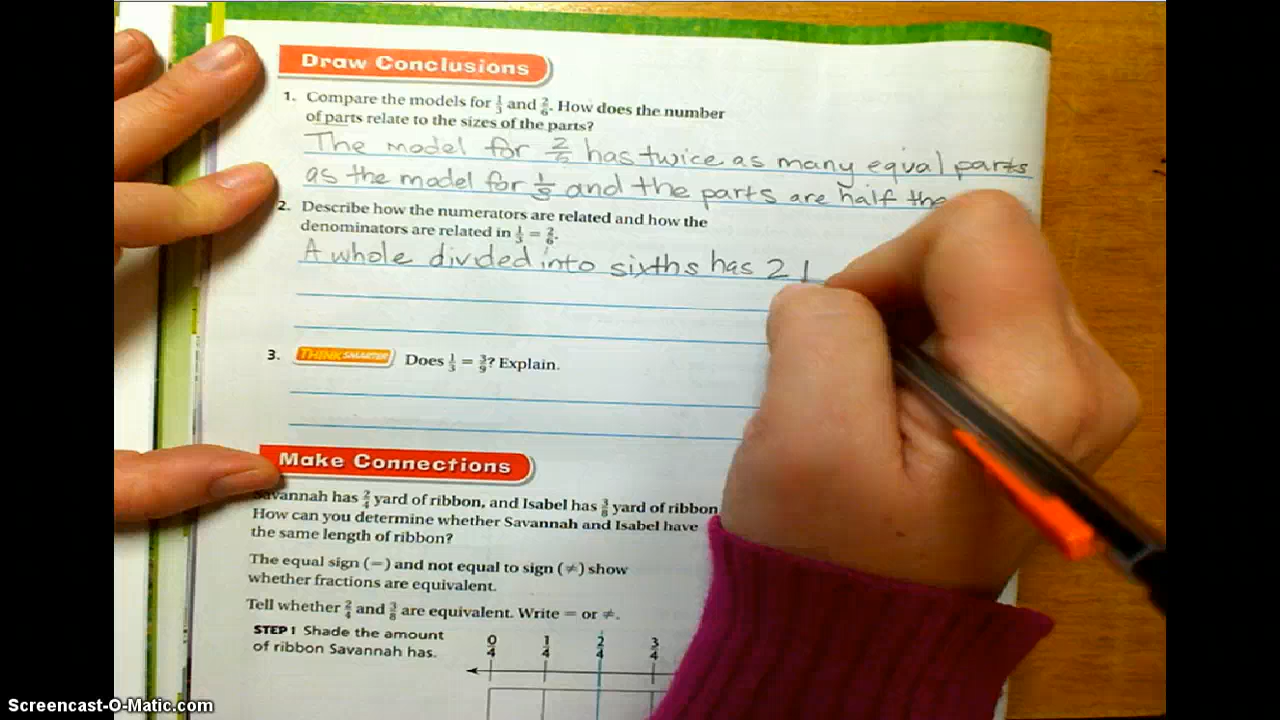 Draw Conclusions
1. Compare the models for 1/3 and 2/6. How does the number
of parts relate to the sizes of the parts?
The model for 2/6 has twice as many equal parts
as the model for 1/3 and the parts are half the
2. Describe how the numerators are related and how the
denominators are related in 1/3 = 2/6.
A whole divided into sixths has 2
3. THINK SMARTER Does 1/3 = 3/9? Explain.
Make Connections
Savannah has 2/4 yard of ribbon, and Isabel has 3/8 yard of ribbon
How can you determine whether Savannah and Isabel have
the same length of ribbon?
The equal sign (=) and not equal to sign (≠) show
whether fractions are equivalent.
Tell whether 2/4 and 3/8 are equivalent. Write = or ≠.
STEP 1 Shade the amount
of ribbon Savannah has.
0/4 1/4 2/4 3/4
Screencast-O-Matic.com